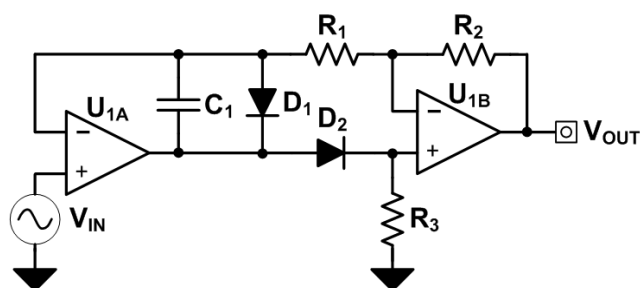 R1 R2
U1A C1 D1 U1B
D2 VOUT
VIN R3
− + − +